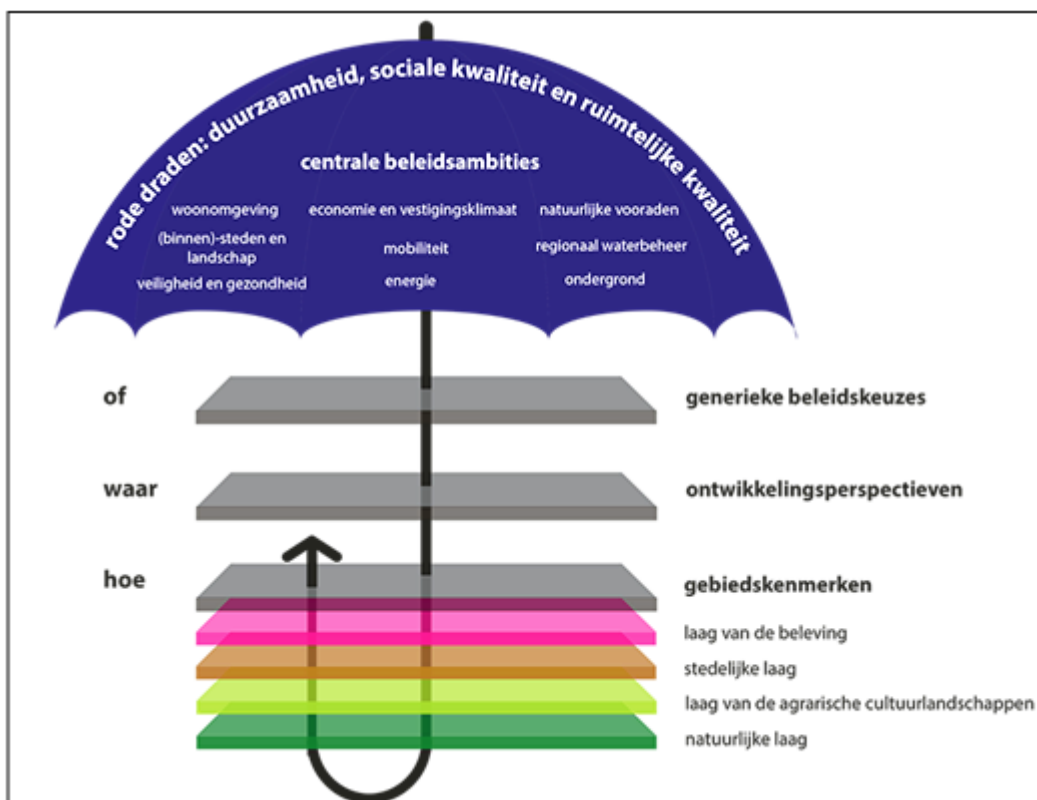 rode draden: duurzaamheid, sociale kwaliteit en ruimtelijke kwaliteit
centrale beleidsambities
woonomgeving
economie en vestigingsklimaat
natuurlijke vooraden
(binnen)-steden en
landschap
mobiliteit
regionaal waterbeheer
veiligheid en gezondheid
energie
ondergrond
of
generieke beleidskeuzes
waar
ontwikkelingsperspectieven
hoe
gebiedskenmerken
laag van de beleving
stedelijke laag
laag van de agrarische cultuurlandschappen
natuurlijke laag